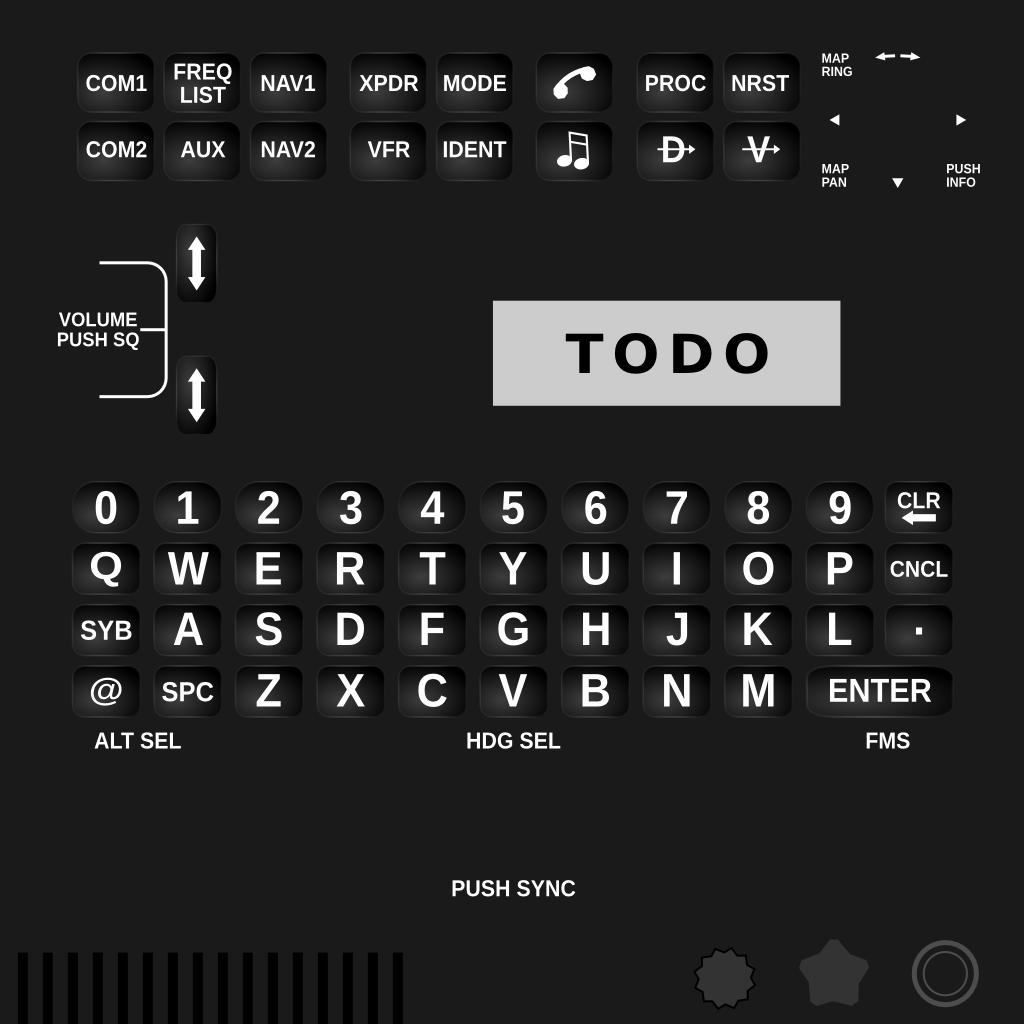 COM1 FREQ LIST NAV1 XPDR MODE PROC NRST
MAP RING
COM2 AUX NAV2 VFR IDENT D V
MAP PAN
PUSH INFO
VOLUME
PUSH SQ
TODO
0 1 2 3 4 5 6 7 8 9 CLR
Q W E R T Y U I O P CNCL
SYB A S D F G H J K L .
@ SPC Z X C V B N M ENTER
ALT SEL HDG SEL FMS
PUSH SYNC